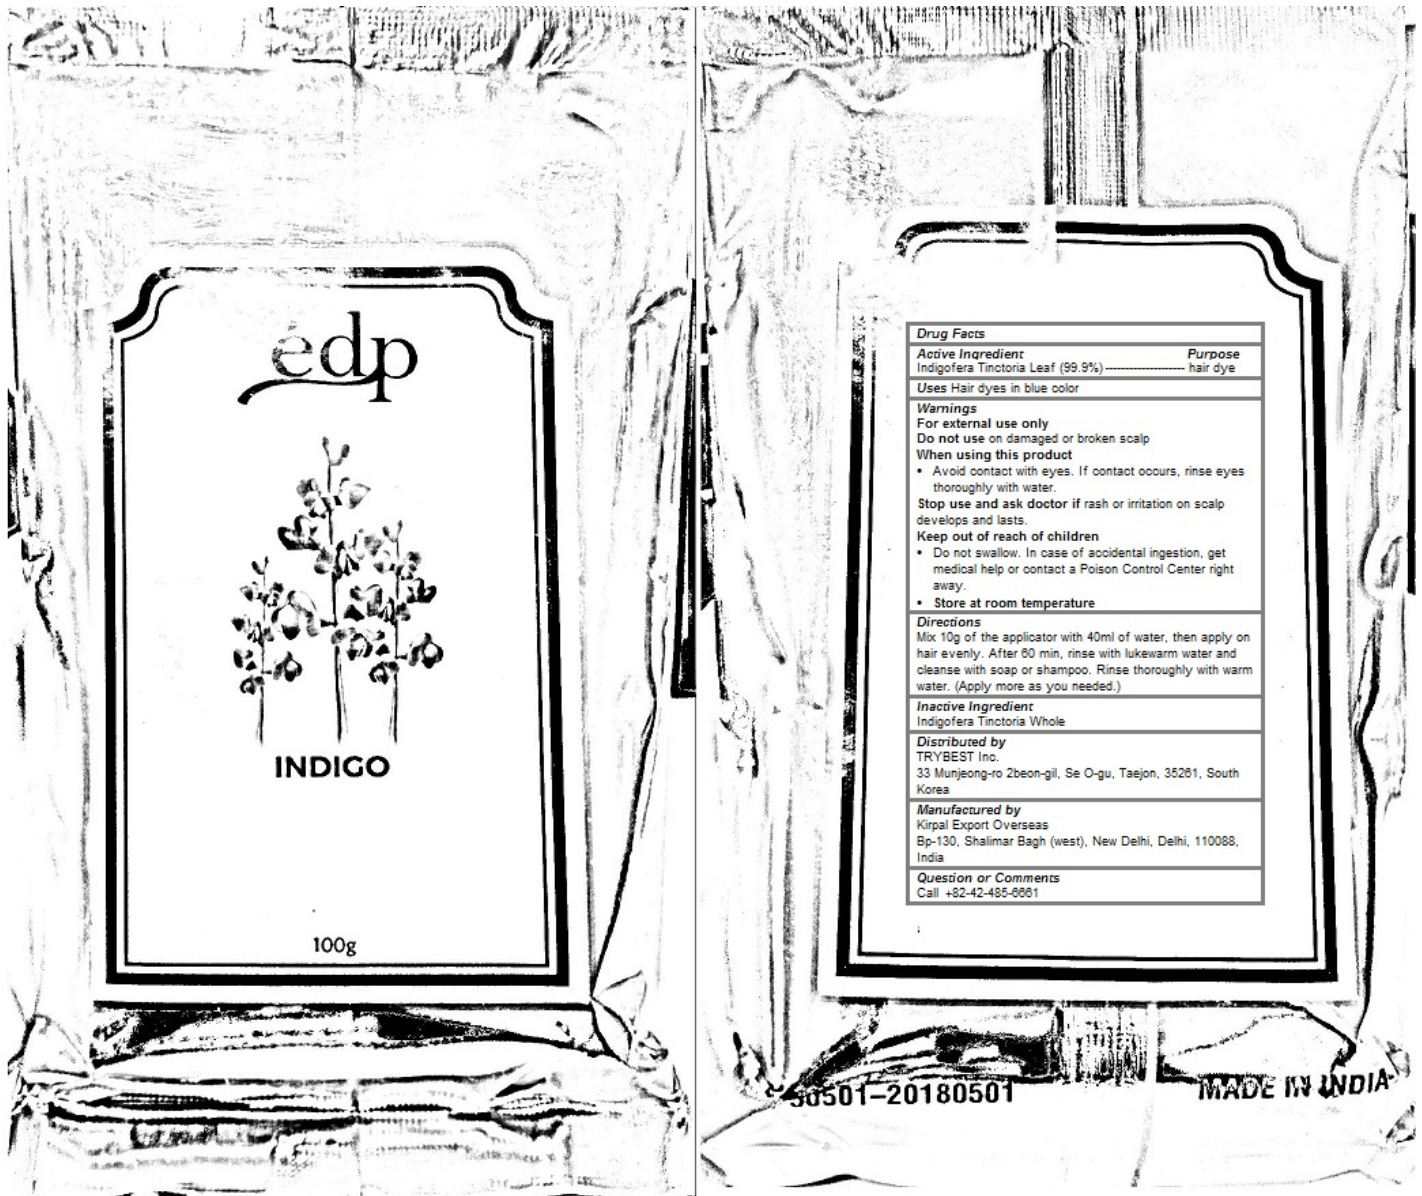 edp
INDIGO
100g
Drug Facts
Active Ingredient Purpose
Indigofera Tinctoria Leaf (99.9%) -------------------- hair dye
Uses Hair dyes in blue color
Warnings
For external use only
Do not use on damaged or broken scalp
When using this product
• Avoid contact with eyes. If contact occurs, rinse eyes
thoroughly with water.
Stop use and ask doctor if rash or irritation on scalp
develops and lasts.
Keep out of reach of children
• Do not swallow. In case of accidental ingestion, get
medical help or contact a Poison Control Center right
away.
• Store at room temperature
Directions
Mix 10g of the applicator with 40ml of water, then apply on
hair evenly. After 60 min, rinse with lukewarm water and
cleanse with soap or shampoo. Rinse thoroughly with warm
water. (Apply more as you needed.)
Inactive Ingredient
Indigofera Tinctoria Whole
Distributed by
TRYBEST Inc.
33 Munjeong-ro 2beon-gil, Se O-gu, Taejon, 35261, South
Korea
Manufactured by
Kirpal Export Overseas
Bp-130, Shalimar Bagh (west), New Delhi, Delhi, 110088,
India
Question or Comments
Call +82-42-485-6661
50501–20180501
MADE IN INDIA